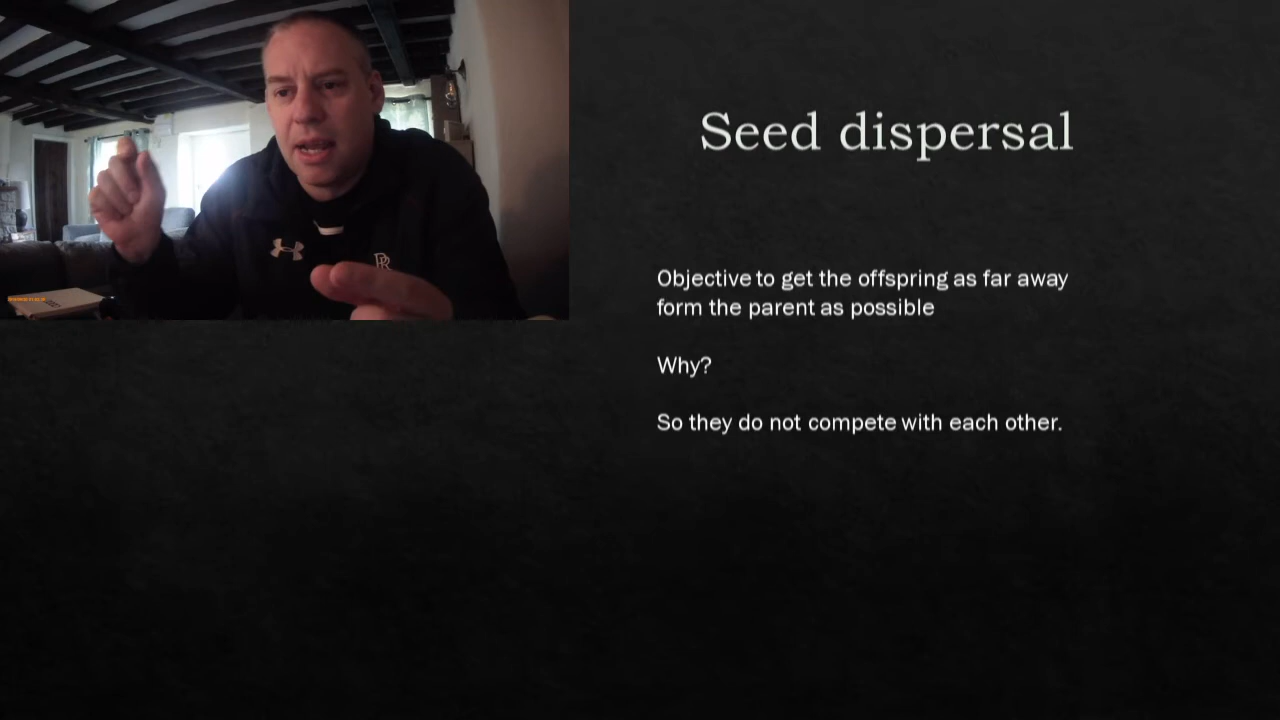 Seed dispersal
Objective to get the offspring as far away
form the parent as possible
Why?
So they do not compete with each other.